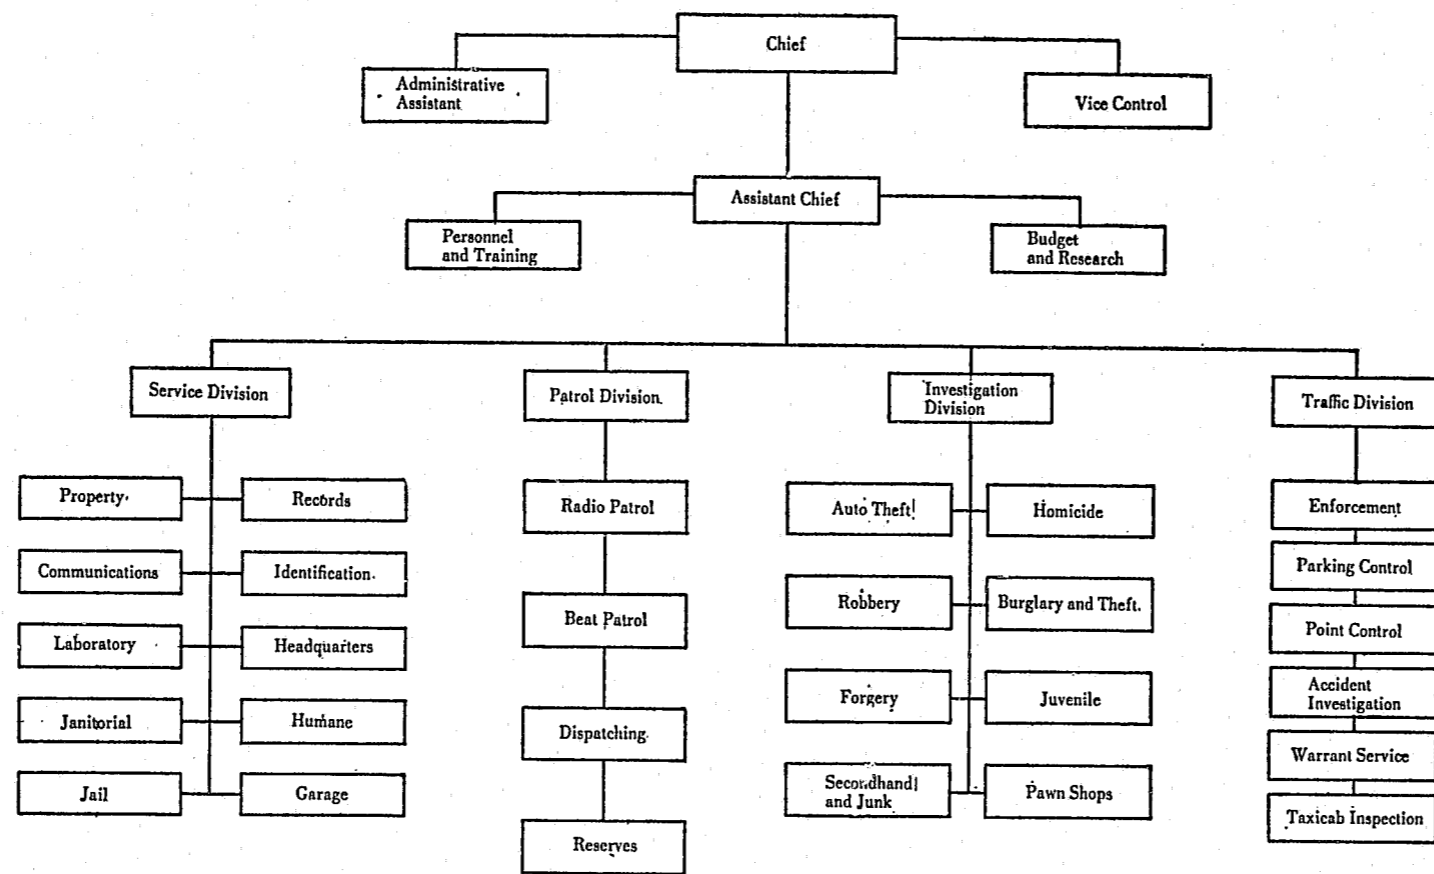 Chief
Administrative
Assistant
Vice Control
Assistant Chief
Personnel
and Training
Budget
and Research
Service Division
Patrol Division
Investigation
Division
Traffic Division
Property
Records
Communications
Identification
Laboratory
Headquarters
Janitorial
Humane
Jail
Garage
Radio Patrol
Beat Patrol
Dispatching
Reserves
Auto Theft
Homicide
Robbery
Burglary and Theft
Forgery
Juvenile
Secondhand
and Junk
Pawn Shops
Enforcement
Parking Control
Point Control
Accident
Investigation
Warrant Service
Taxicab Inspection